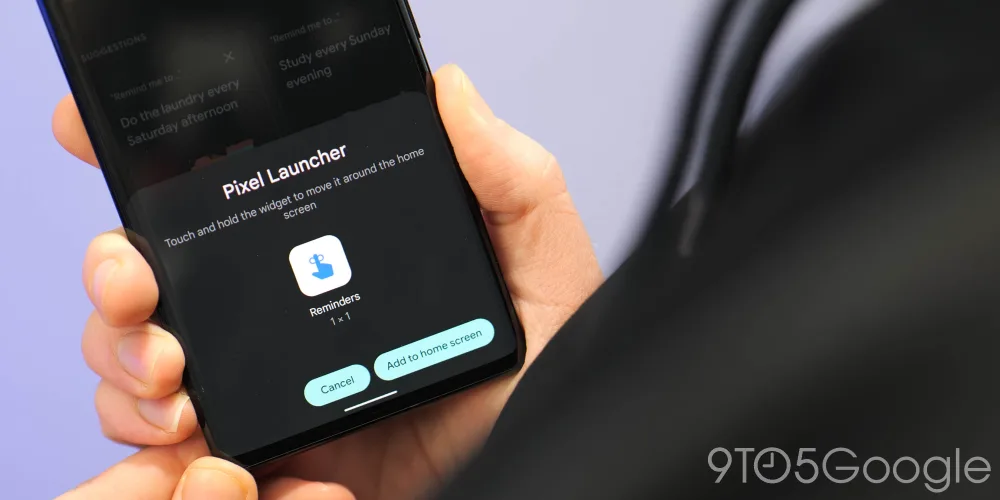 SUGGESTIONS
"Remind me to..."
Do the laundry every
Saturday afternoon
"Remind me to..."
Study every Sunday
evening
Pixel Launcher
Touch and hold the widget to move it around the home
screen
Reminders
1 × 1
Cancel
Add to home screen
9TO5Google